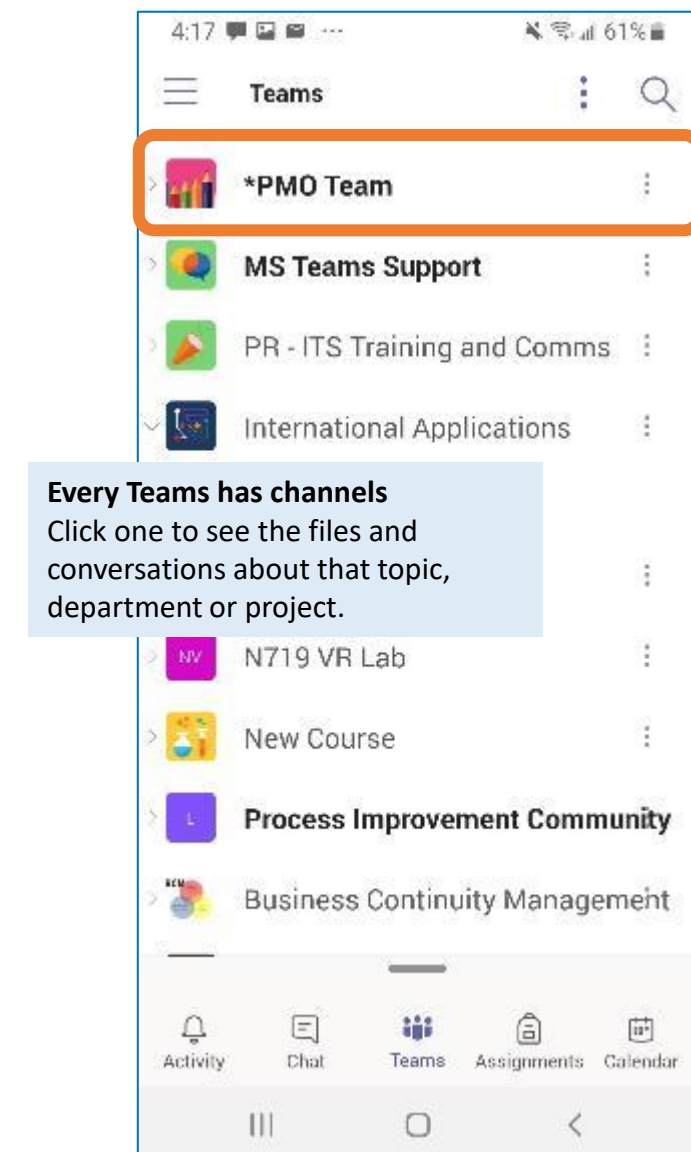 4:17 ... 61%
Teams
*PMO Team
MS Teams Support
PR - ITS Training and Comms
International Applications
Every Teams has channels
Click one to see the files and
conversations about that topic,
department or project.
NV N719 VR Lab
New Course
L Process Improvement Community
BCM Business Continuity Management
Activity Chat Teams Assignments Calendar